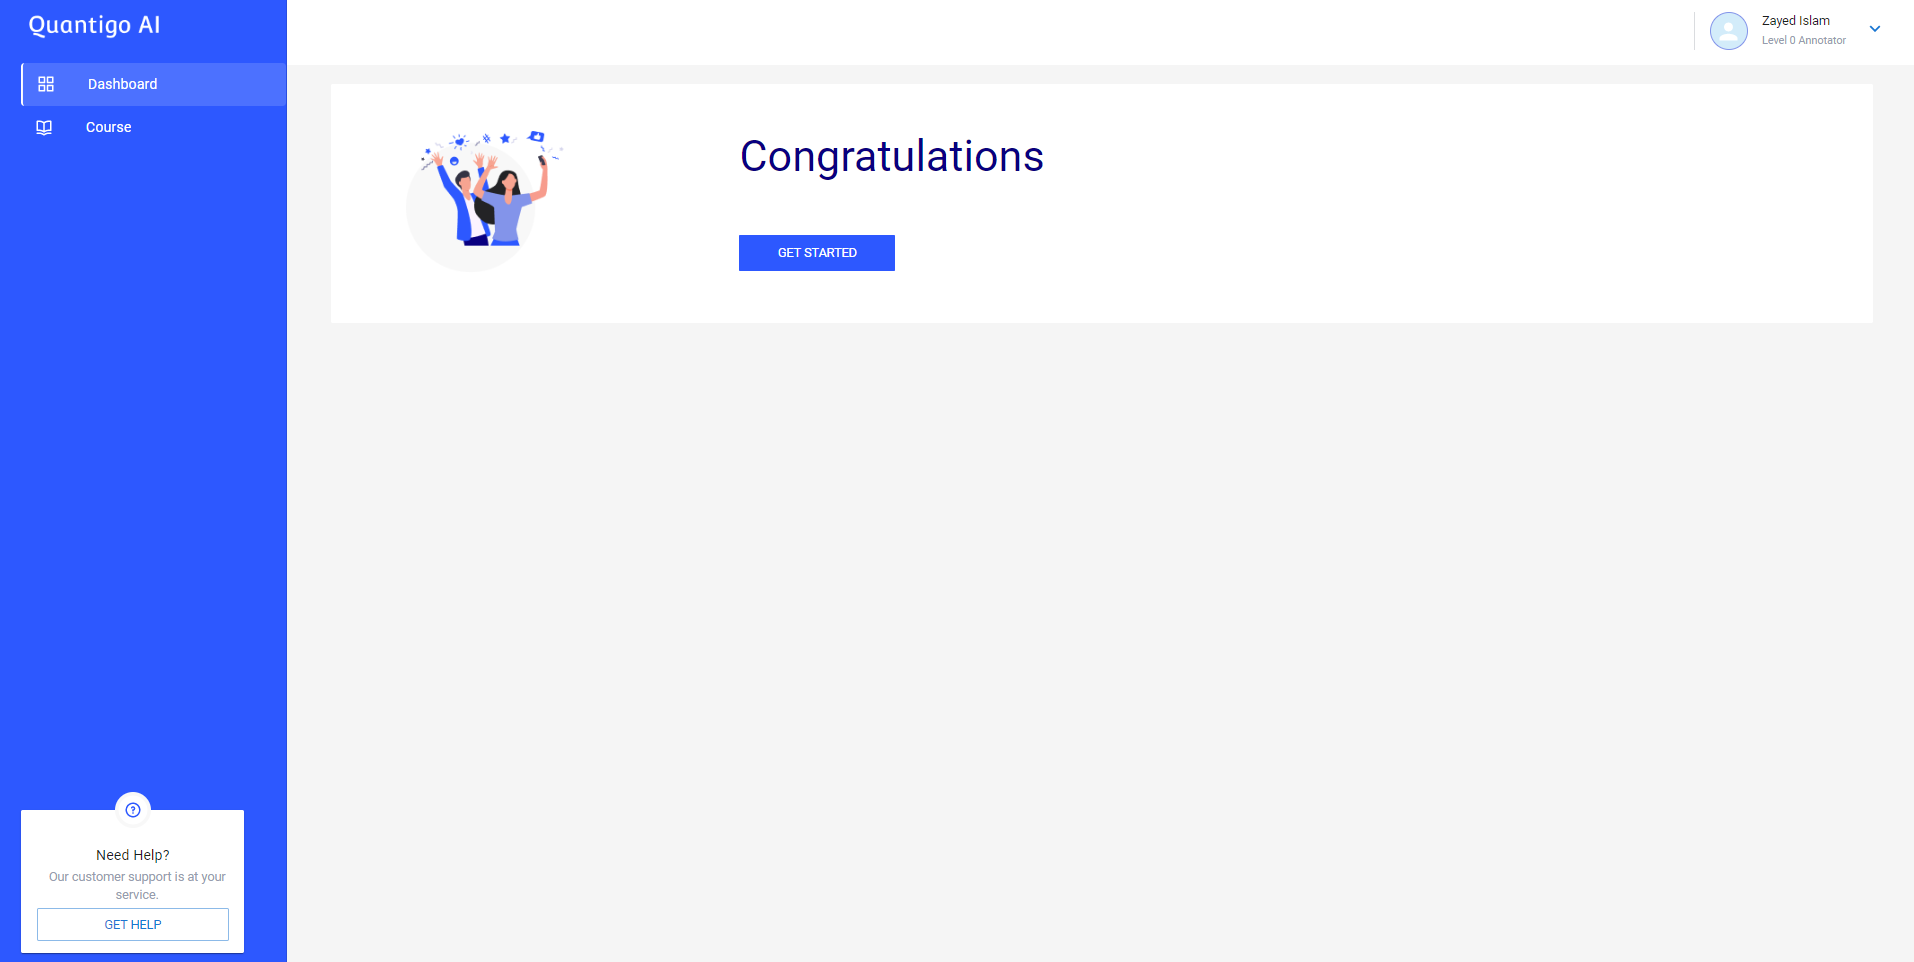 Quantigo AI
Dashboard
Course
Zayed Islam
Level 0 Annotator
Congratulations
GET STARTED
Need Help?
Our customer support is at your
service.
GET HELP